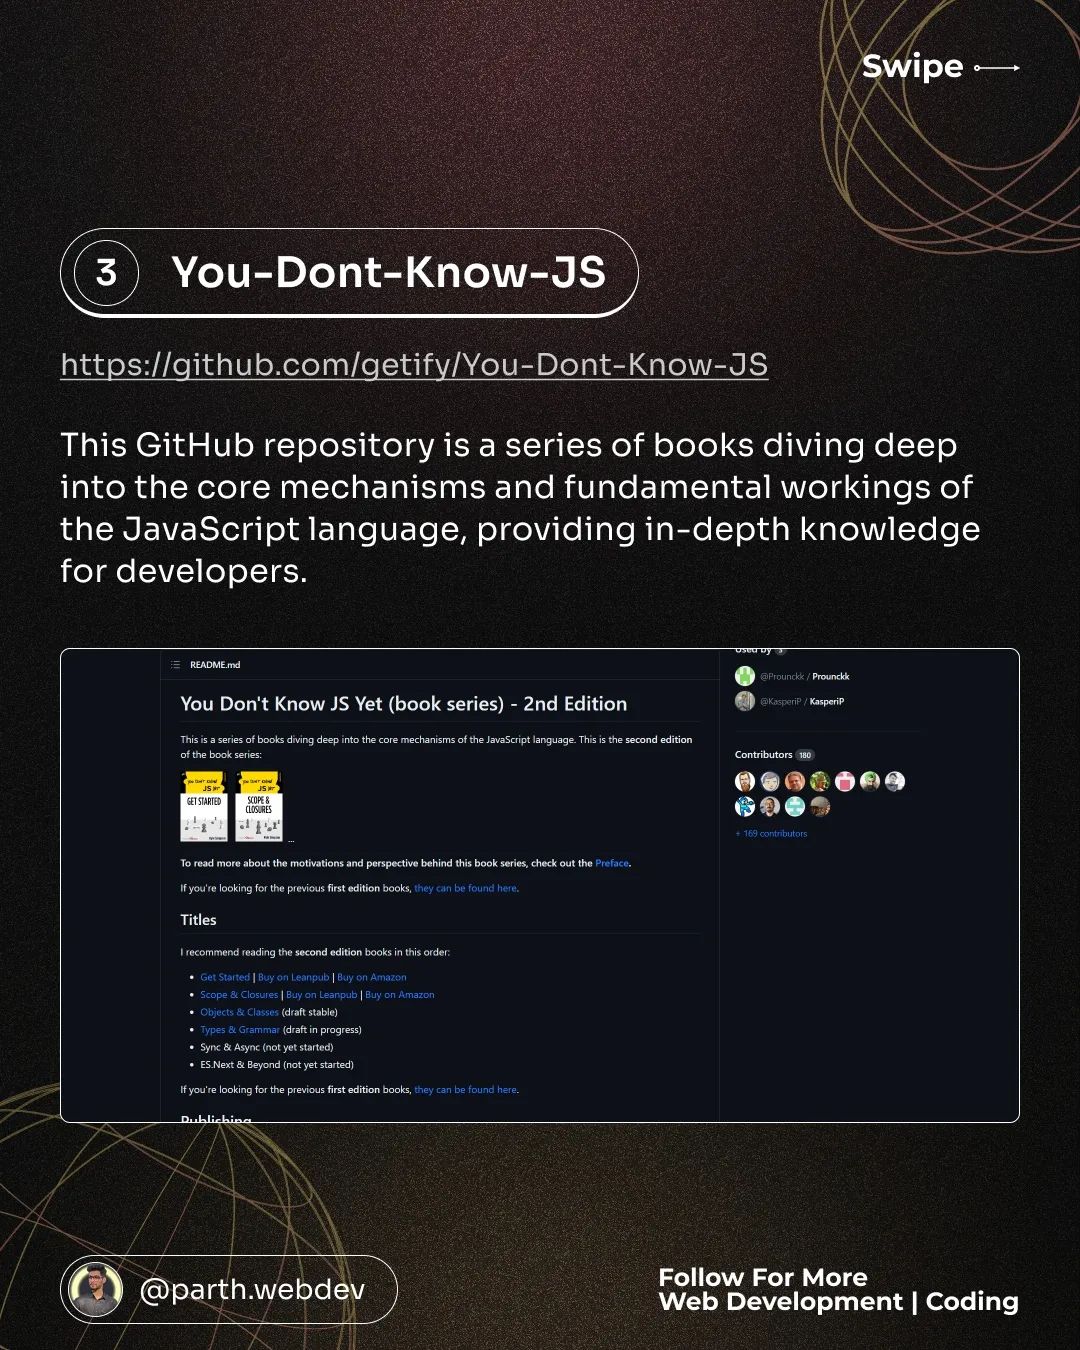 Swipe
3 You-Dont-Know-JS
https://github.com/getify/You-Dont-Know-JS
This GitHub repository is a series of books diving deep
into the core mechanisms and fundamental workings of
the JavaScript language, providing in-depth knowledge
for developers.
README.md
You Don't Know JS Yet (book series) - 2nd Edition
This is a series of books diving deep into the core mechanisms of the JavaScript language. This is the second edition
of the book series:
YOU DON'T KNOW
JS YET
GET STARTED
YOU DON'T KNOW
JS YET
SCOPE &
CLOSURES
...
To read more about the motivations and perspective behind this book series, check out the Preface.
If you're looking for the previous first edition books, they can be found here.
Titles
I recommend reading the second edition books in this order:
• Get Started | Buy on Leanpub | Buy on Amazon
• Scope & Closures | Buy on Leanpub | Buy on Amazon
• Objects & Classes (draft stable)
• Types & Grammar (draft in progress)
• Sync & Async (not yet started)
• ES.Next & Beyond (not yet started)
If you're looking for the previous first edition books, they can be found here.
Publishing
Used by 3
@Prounckk / Prounckk
@KasperiP / KasperiP
Contributors 180
+ 169 contributors
@parth.webdev
Follow For More
Web Development | Coding